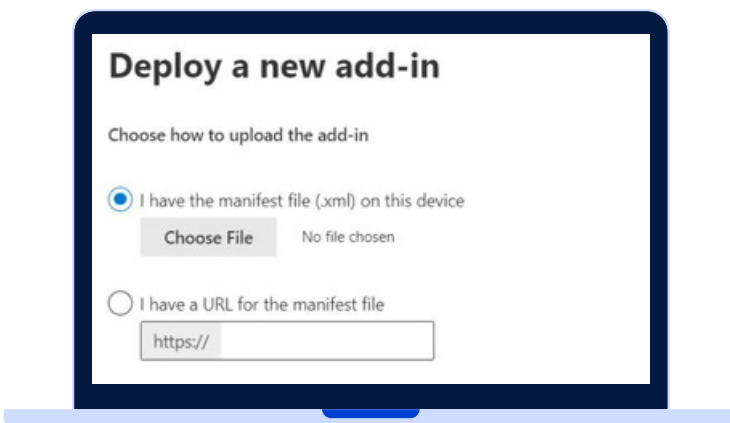 Deploy a new add-in
Choose how to upload the add-in
I have the manifest file (.xml) on this device
Choose File No file chosen
I have a URL for the manifest file
https://